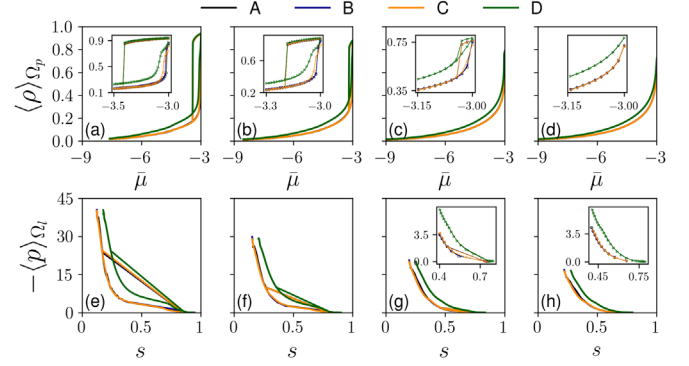 A B C D
⟨ρ⟩Ωp
1.0
0.8
0.6
0.4
0.2
0.0
0.9
0.5
0.1
−3.5 −3.0
(a)
−9 −6 −3
μ̄
0.6
0.2
−3.3 −3.0
(b)
−9 −6 −3
μ̄
0.75
0.35
−3.15 −3.00
(c)
−9 −6 −3
μ̄
−3.15 −3.00
(d)
−9 −6 −3
μ̄
−⟨p⟩Ωl
45
30
15
0
(e)
0 0.5 1
s
(f)
0 0.5 1
s
3.5
0.0
0.4 0.7
(g)
0 0.5 1
s
3.5
0.0
0.45 0.75
(h)
0 0.5 1
s